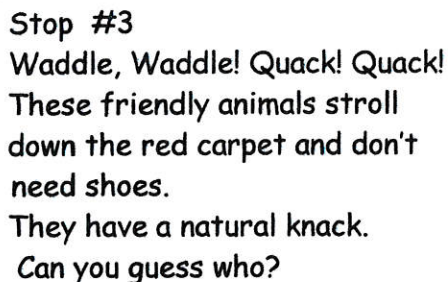 Stop #3
Waddle, Waddle! Quack! Quack!
These friendly animals stroll
down the red carpet and don't
need shoes.
They have a natural knack.
Can you guess who?